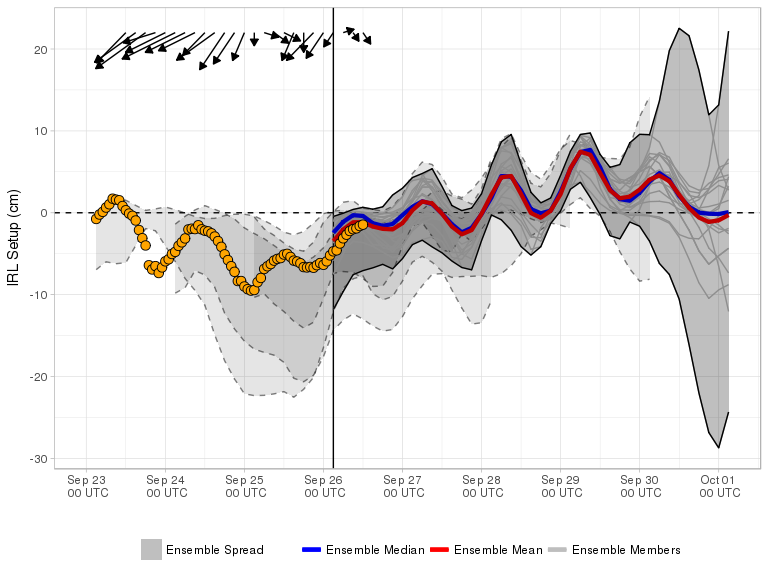 IRL Setup (cm)
20
10
0
-10
-20
-30
Sep 23 Sep 24 Sep 25 Sep 26 Sep 27 Sep 28 Sep 29 Sep 30 Oct 01
00 UTC 00 UTC 00 UTC 00 UTC 00 UTC 00 UTC 00 UTC 00 UTC 00 UTC
Ensemble Spread Ensemble Median Ensemble Mean Ensemble Members